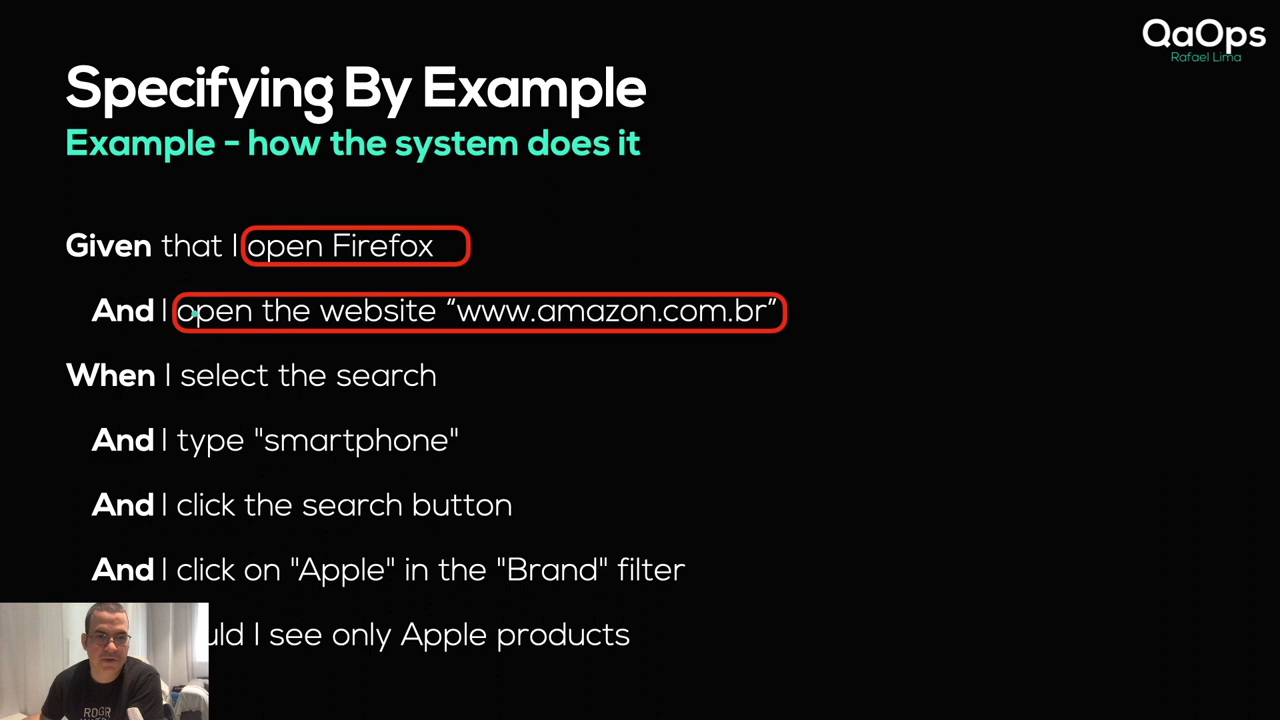 QaOps
Rafael Lima
Specifying By Example
Example - how the system does it
Given that I open Firefox
And I open the website “www.amazon.com.br”
When I select the search
And I type "smartphone"
And I click the search button
And I click on "Apple" in the "Brand" filter
I see only Apple products